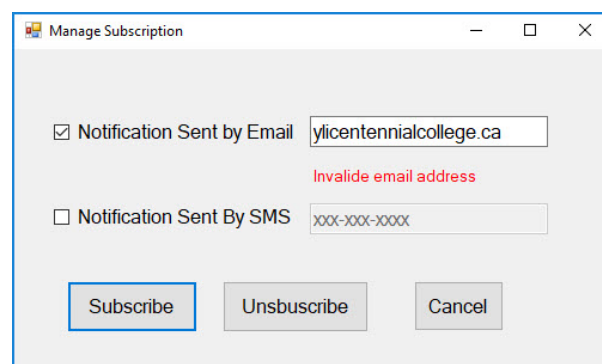 Manage Subscription
Notification Sent by Email ylicentennialcollege.ca
Invalide email address
Notification Sent By SMS xxx-xxx-xxxx
Subscribe Unsbuscribe Cancel